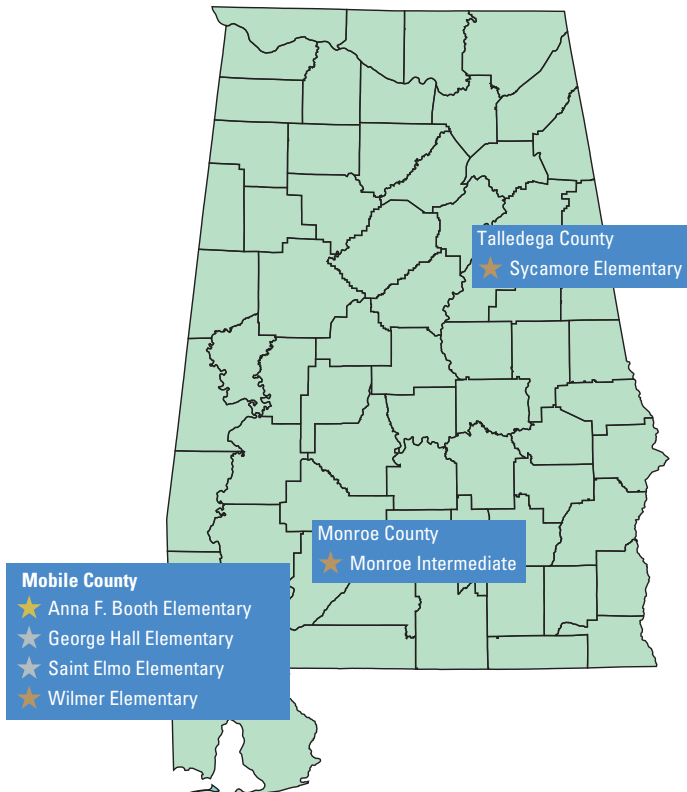 Talledega County
Sycamore Elementary
Monroe County
Monroe Intermediate
Mobile County
Anna F. Booth Elementary
George Hall Elementary
Saint Elmo Elementary
Wilmer Elementary